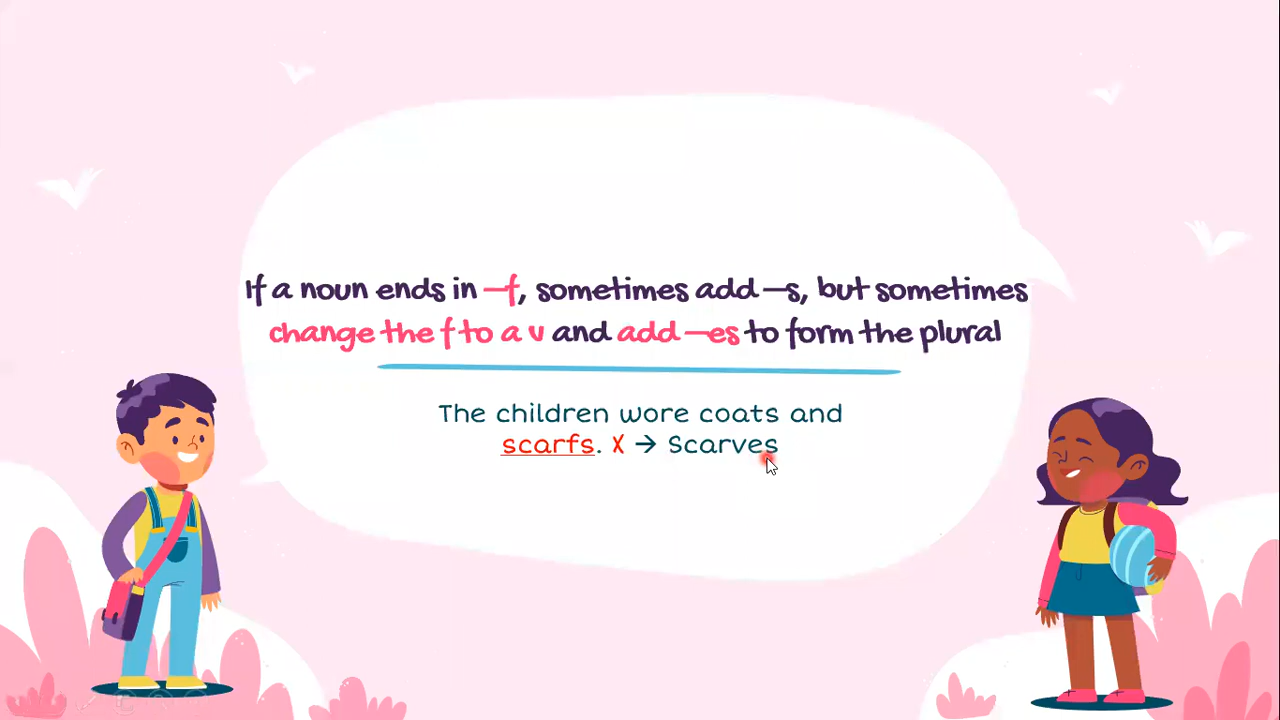 If a noun ends in –f, sometimes add –s, but sometimes
change the f to a v and add –es to form the plural
The children wore coats and
scarfs. X → Scarves